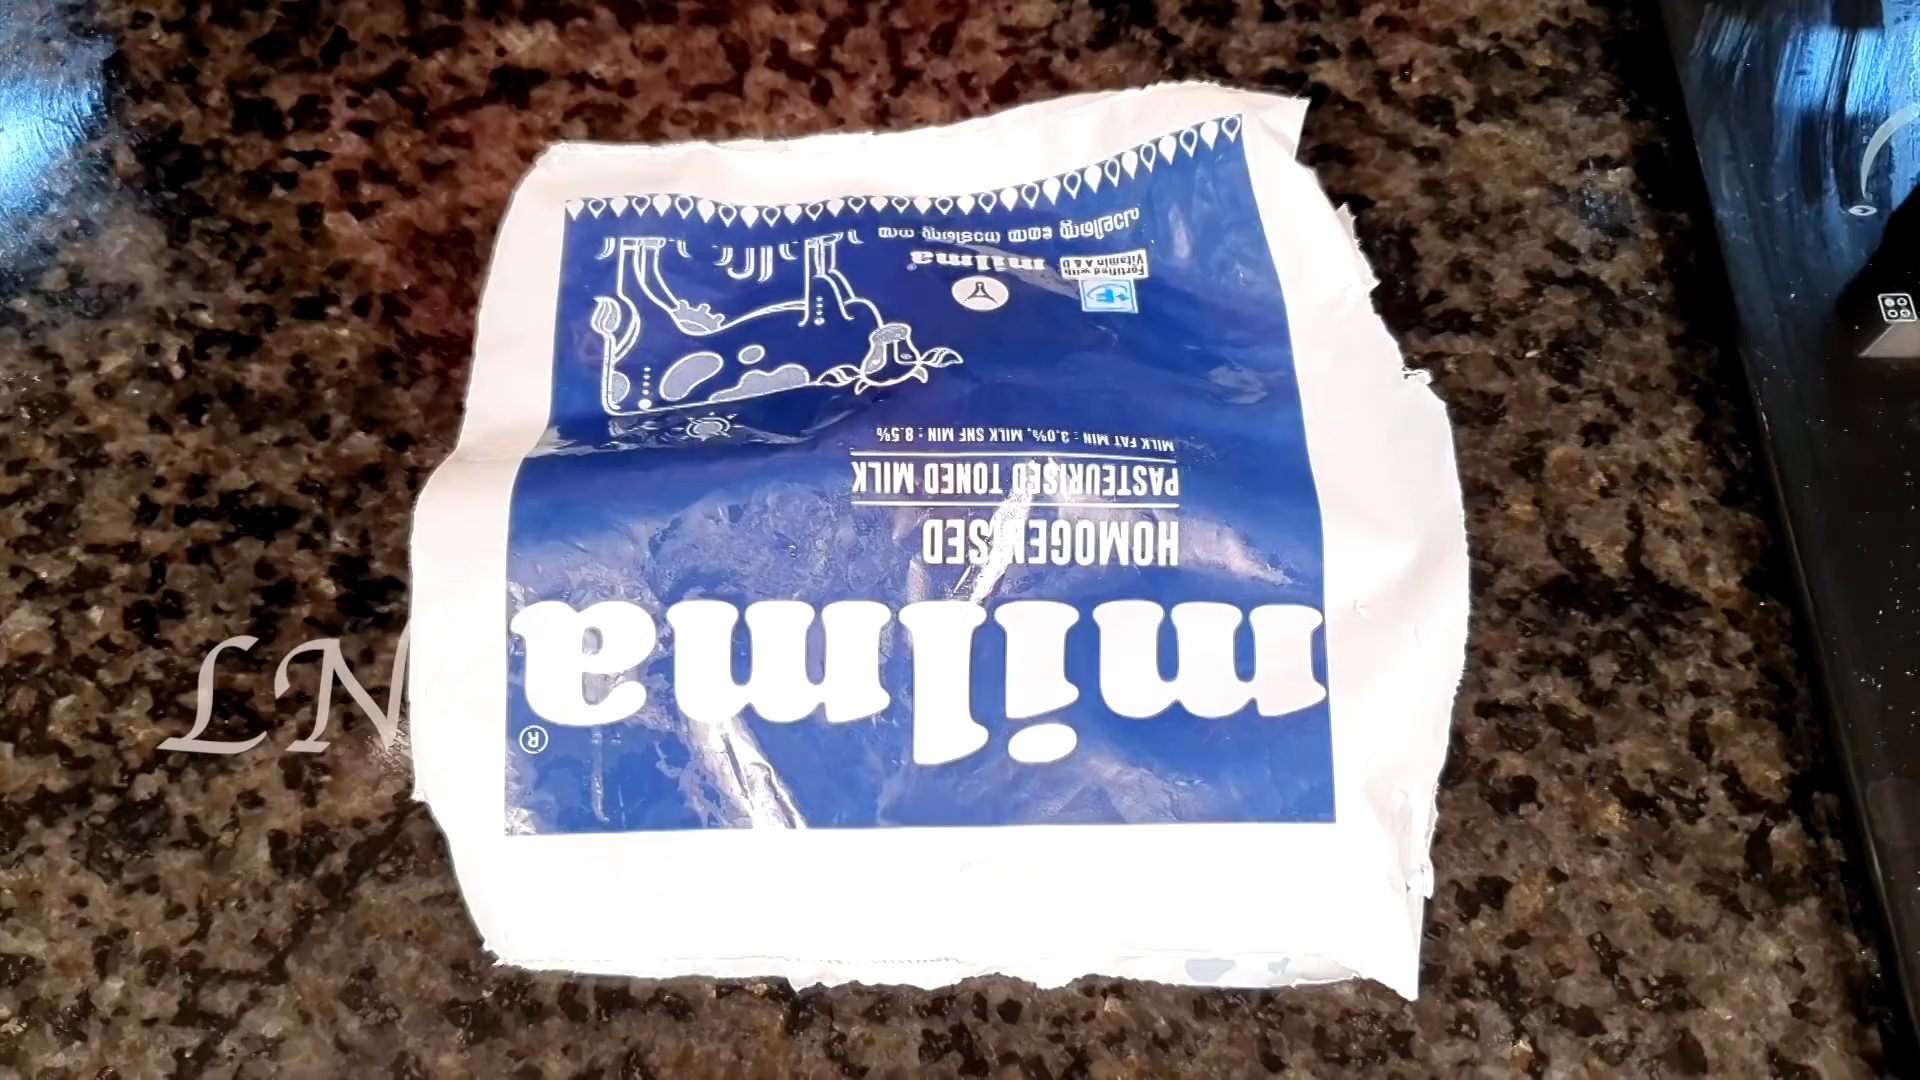 milma®
HOMOGENISED
PASTEURISED TONED MILK
MILK FAT MIN : 3.0%, MILK SNF MIN : 8.5%
+F
Fortified with
Vitamin A & D
milma®
LN